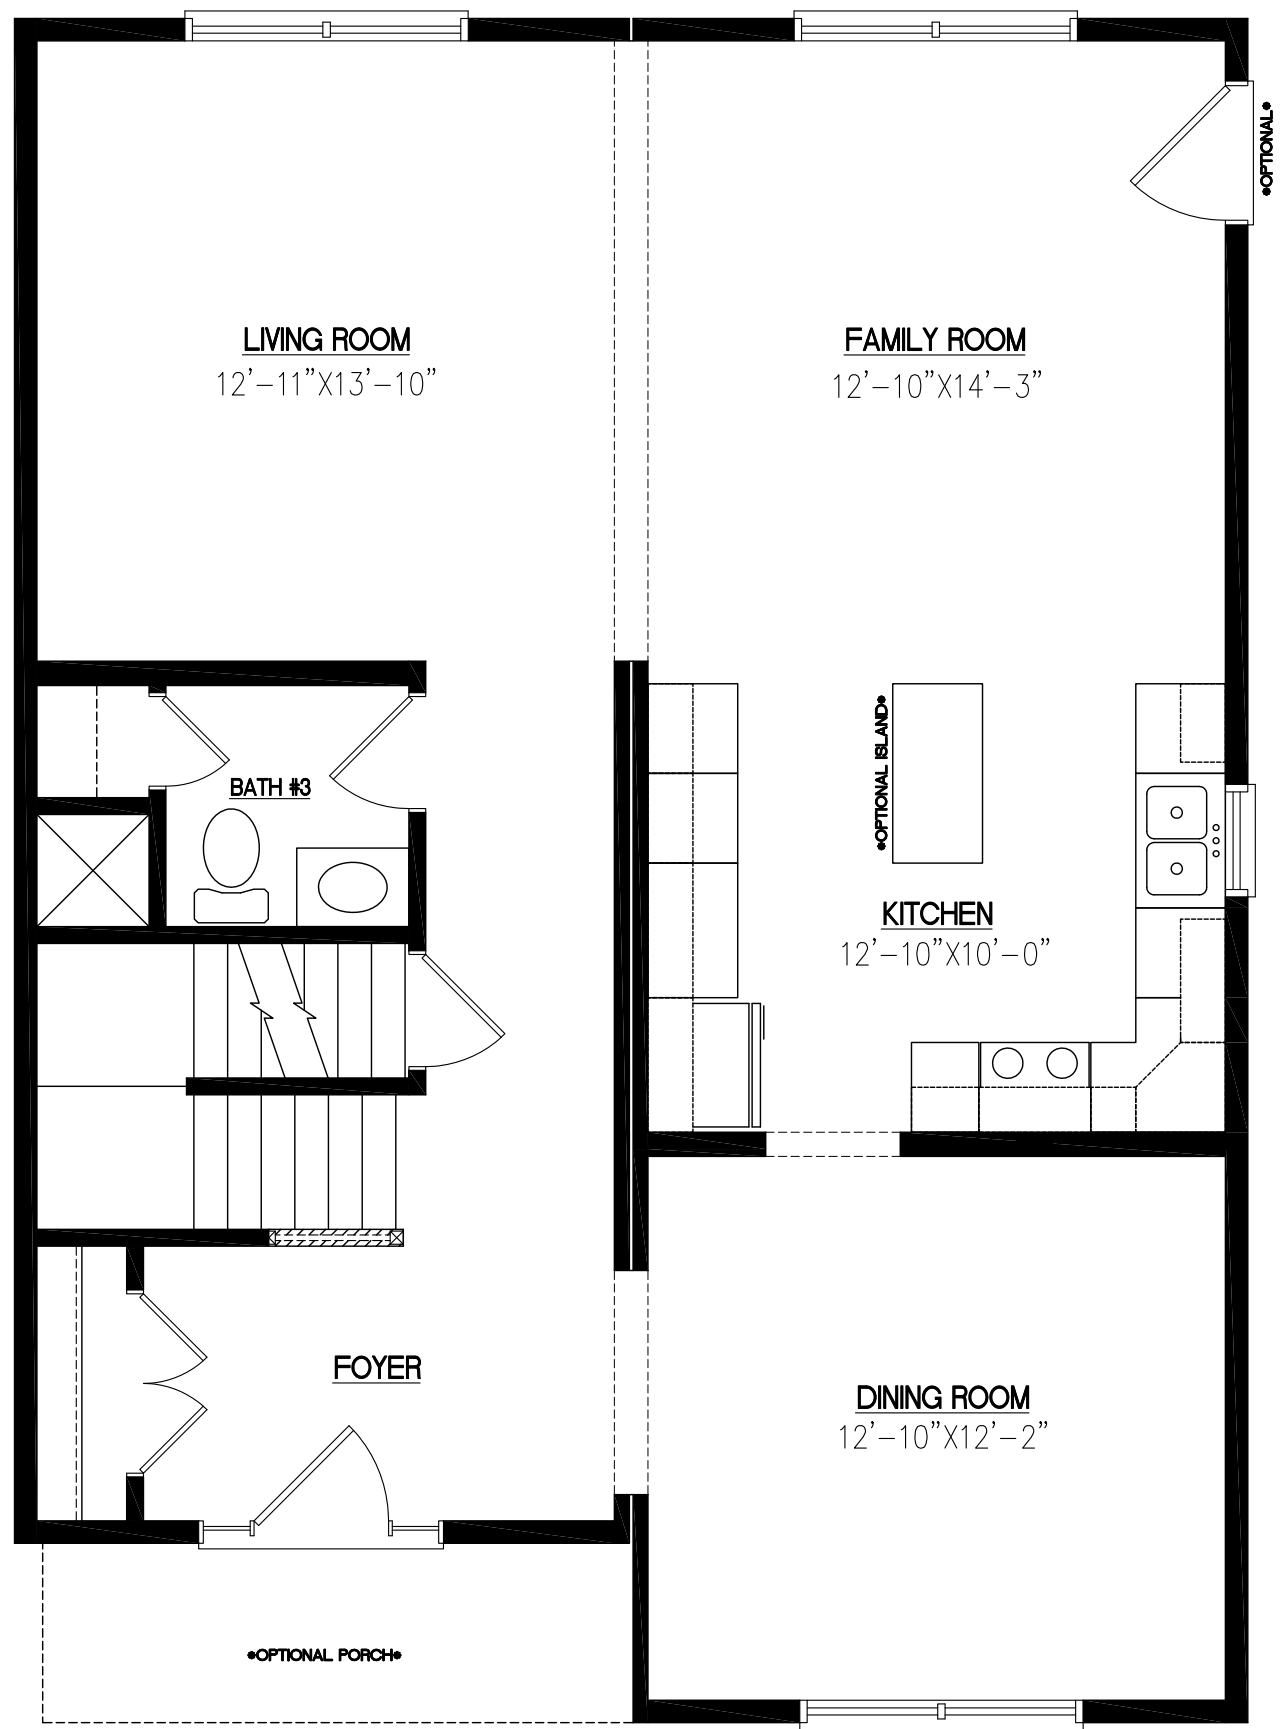 *OPTIONAL*
LIVING ROOM
12'-11"X13'-10"
FAMILY ROOM
12'-10"X14'-3"
BATH #3
*OPTIONAL ISLAND*
KITCHEN
12'-10"X10'-0"
FOYER
DINING ROOM
12'-10"X12'-2"
*OPTIONAL PORCH*